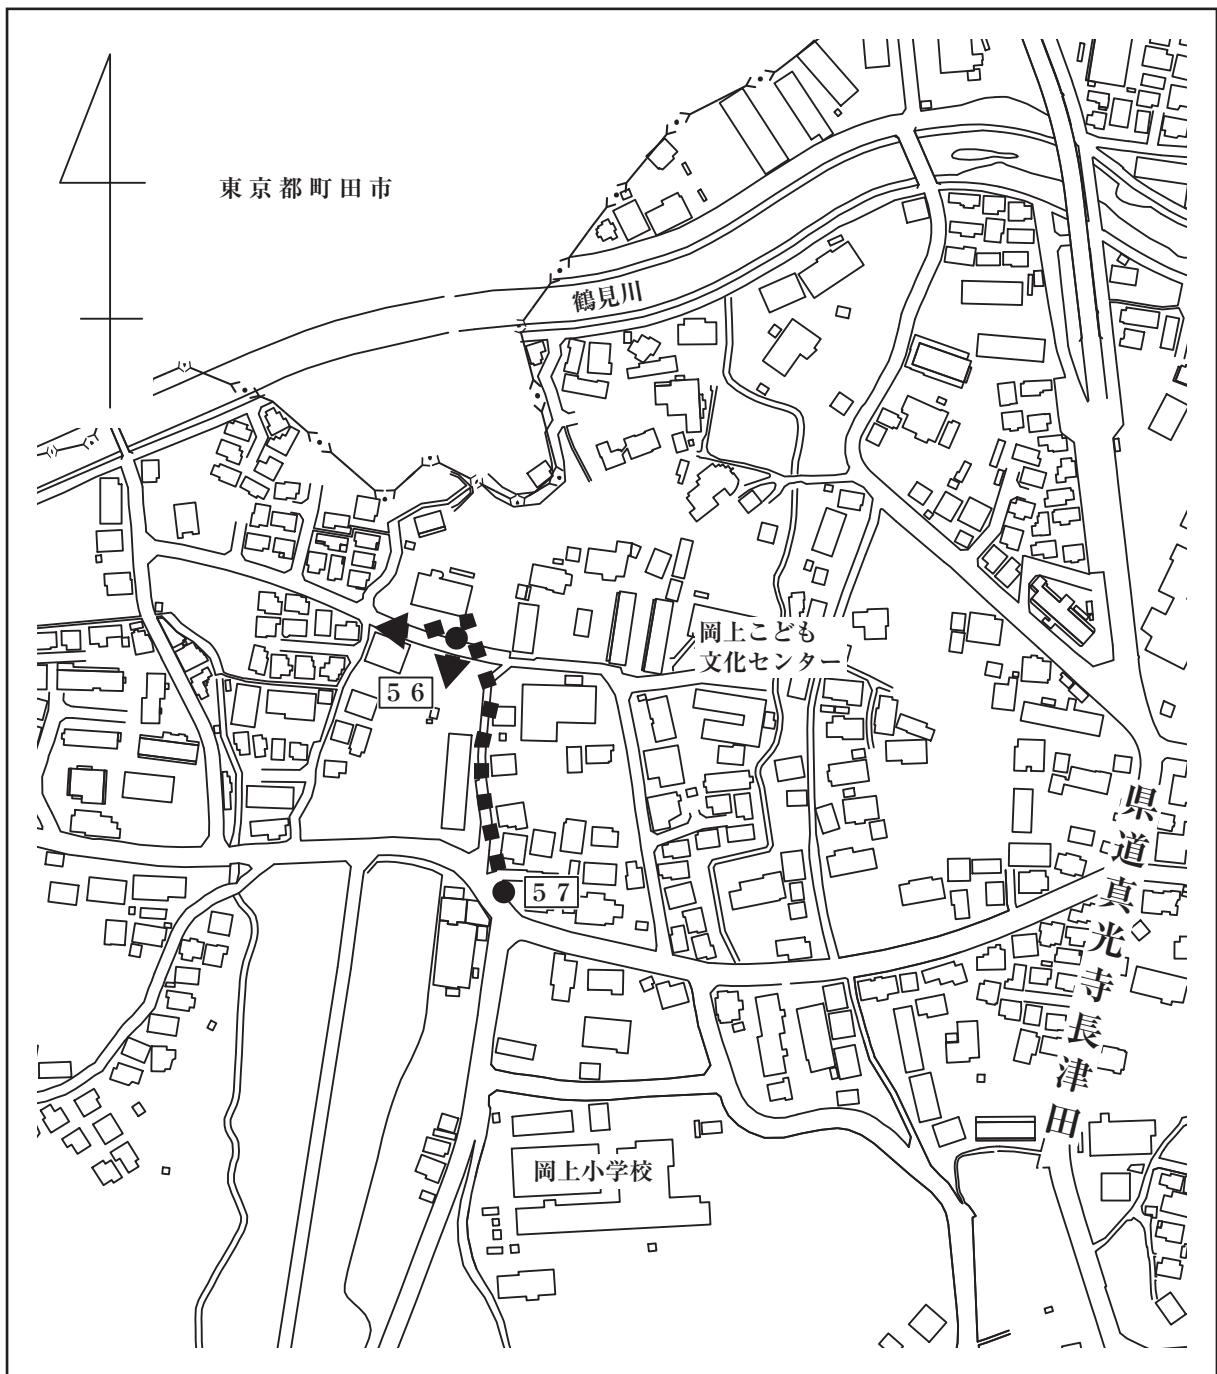 東京都町田市
鶴見川
岡上こども
文化センター
56
57
県道真光寺長津田
岡上小学校